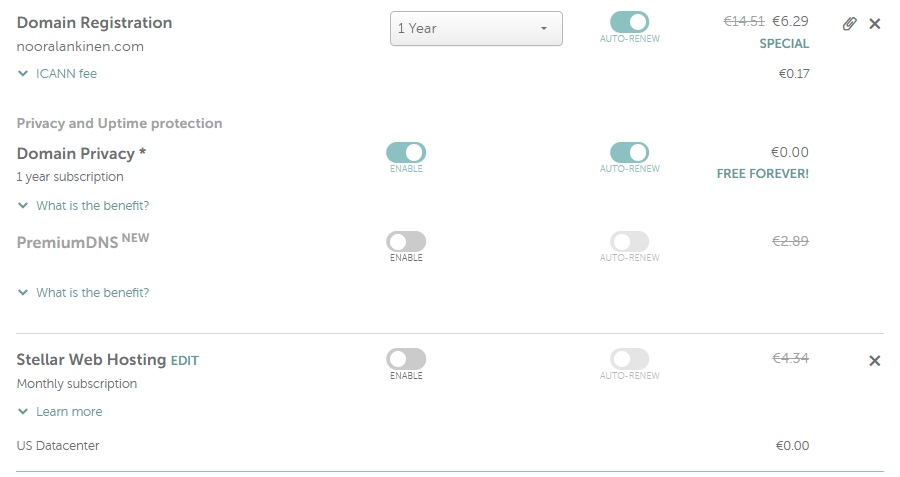 Domain Registration 1 Year €14.51 €6.29
AUTO-RENEW
nooralankinen.com SPECIAL
ICANN fee €0.17
Privacy and Uptime protection
Domain Privacy * €0.00
ENABLE AUTO-RENEW
1 year subscription FREE FOREVER!
What is the benefit?
PremiumDNS NEW €2.89
ENABLE AUTO-RENEW
What is the benefit?
Stellar Web Hosting EDIT €4.34
ENABLE AUTO-RENEW
Monthly subscription
Learn more
US Datacenter €0.00